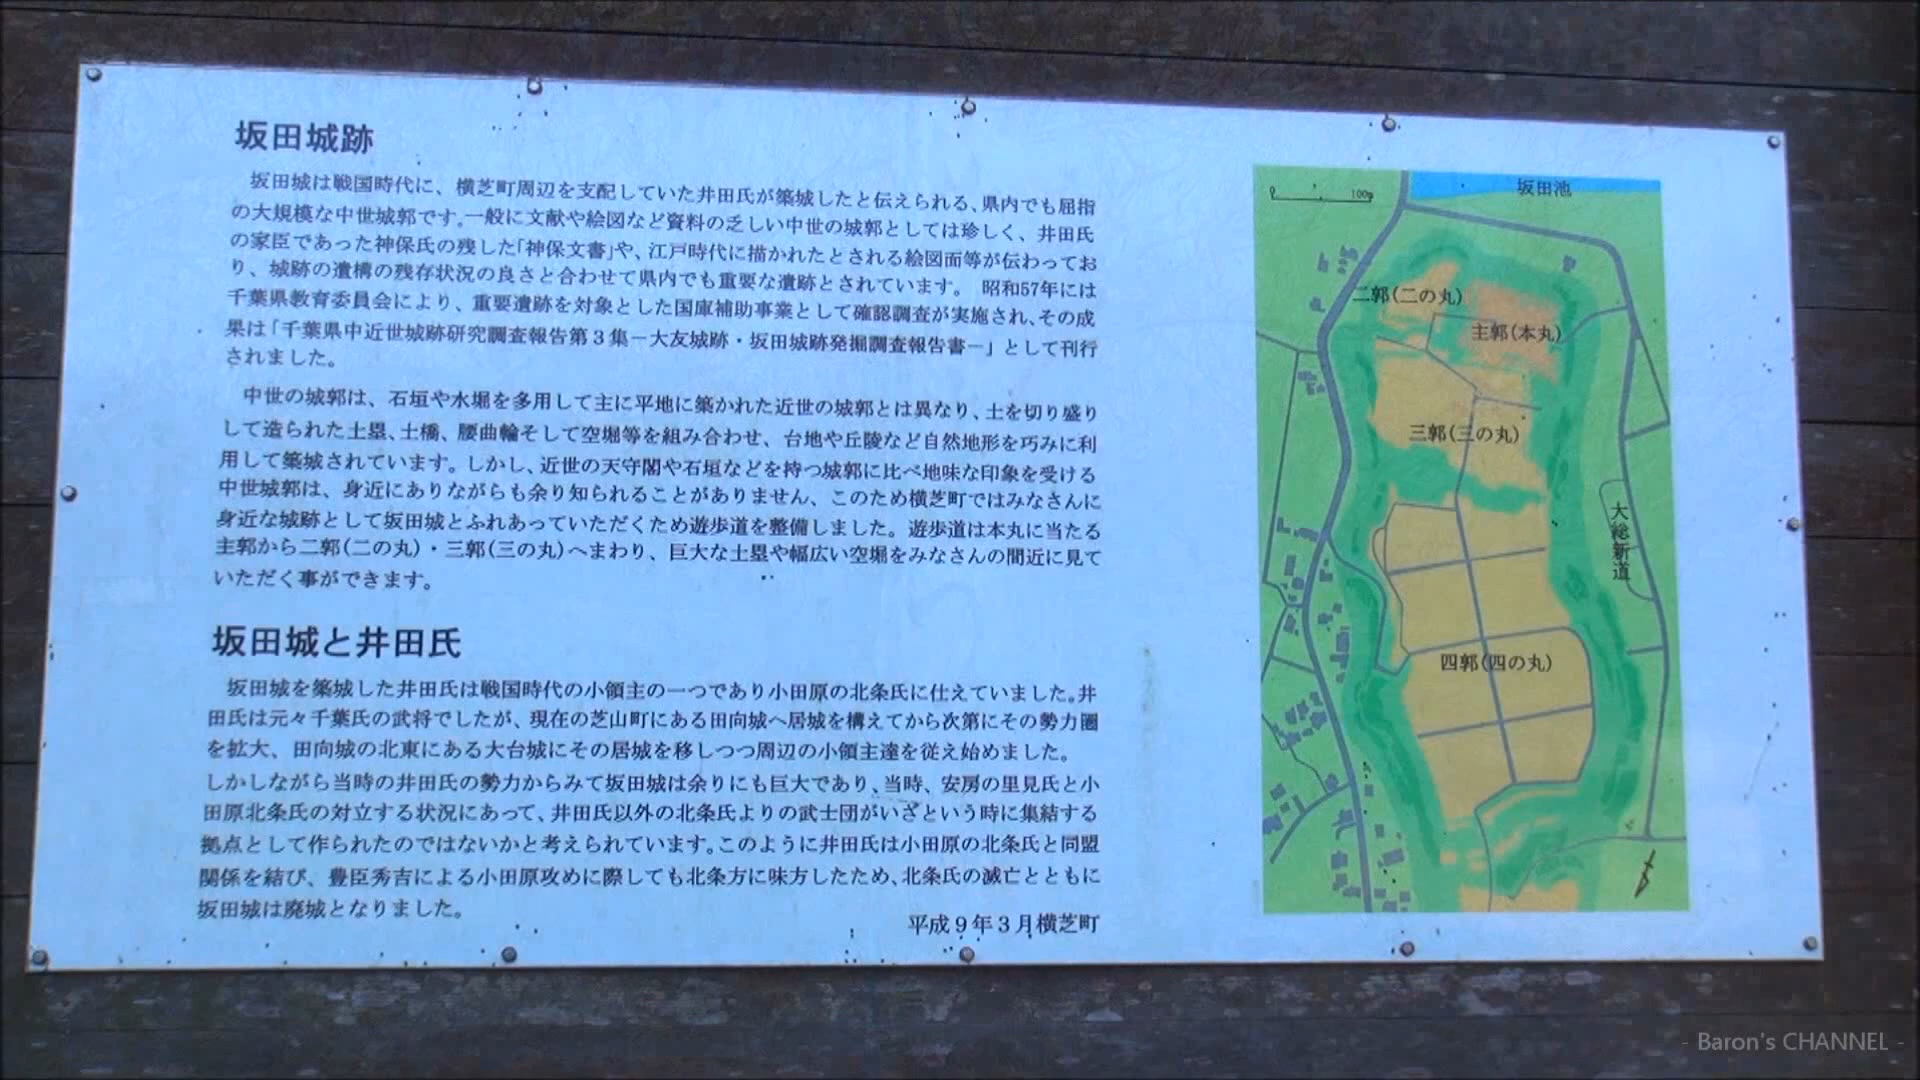 坂田城跡
坂田城は戦国時代に、横芝町周辺を支配していた井田氏が築城したと伝えられる、県内でも屈指
の大規模な中世城郭です。一般に文献や絵図など資料の乏しい中世の城郭としては珍しく、井田氏
の家臣であった神保氏の残した「神保文書」や、江戸時代に描かれたとされる絵図面等が伝わってお
り、城跡の遺構の残存状況の良さと合わせて県内でも重要な遺跡とされています。 昭和57年には
千葉県教育委員会により、重要遺跡を対象とした国庫補助事業として確認調査が実施され、その成
果は「千葉県中近世城跡研究調査報告第3集－大友城跡・坂田城跡発掘調査報告書－」として刊行
されました。
中世の城郭は、石垣や水堀を多用して主に平地に築かれた近世の城郭とは異なり、土を切り盛り
して造られた土塁、土橋、腰曲輪そして空堀等を組み合わせ、台地や丘陵など自然地形を巧みに利
用して築城されています。しかし、近世の天守閣や石垣などを持つ城郭に比べ地味な印象を受ける
中世城郭は、身近にありながらも余り知られることがありません、このため横芝町ではみなさんに
身近な城跡として坂田城とふれあっていただくため遊歩道を整備しました。遊歩道は本丸に当たる
主郭から二郭(二の丸)・三郭(三の丸)へまわり、巨大な土塁や幅広い空堀をみなさんの間近に見て
いただく事ができます。
坂田城と井田氏
坂田城を築城した井田氏は戦国時代の小領主の一つであり小田原の北条氏に仕えていました。井
田氏は元々千葉氏の武将でしたが、現在の芝山町にある田向城へ居城を構えてから次第にその勢力圏
を拡大、田向城の北東にある大台城にその居城を移しつつ周辺の小領主達を従え始めました。
しかしながら当時の井田氏の勢力からみて坂田城は余りにも巨大であり、当時、安房の里見氏と小
田原北条氏の対立する状況にあって、井田氏以外の北条氏よりの武士団がいざという時に集結する
拠点として作られたのではないかと考えられています。このように井田氏は小田原の北条氏と同盟
関係を結び、豊臣秀吉による小田原攻めに際しても北条方に味方したため、北条氏の滅亡とともに
坂田城は廃城となりました。
平成9年3月横芝町
0 100m
坂田池
二郭(二の丸)
主郭(本丸)
三郭(三の丸)
大総新道
四郭(四の丸)
- Baron's CHANNEL -